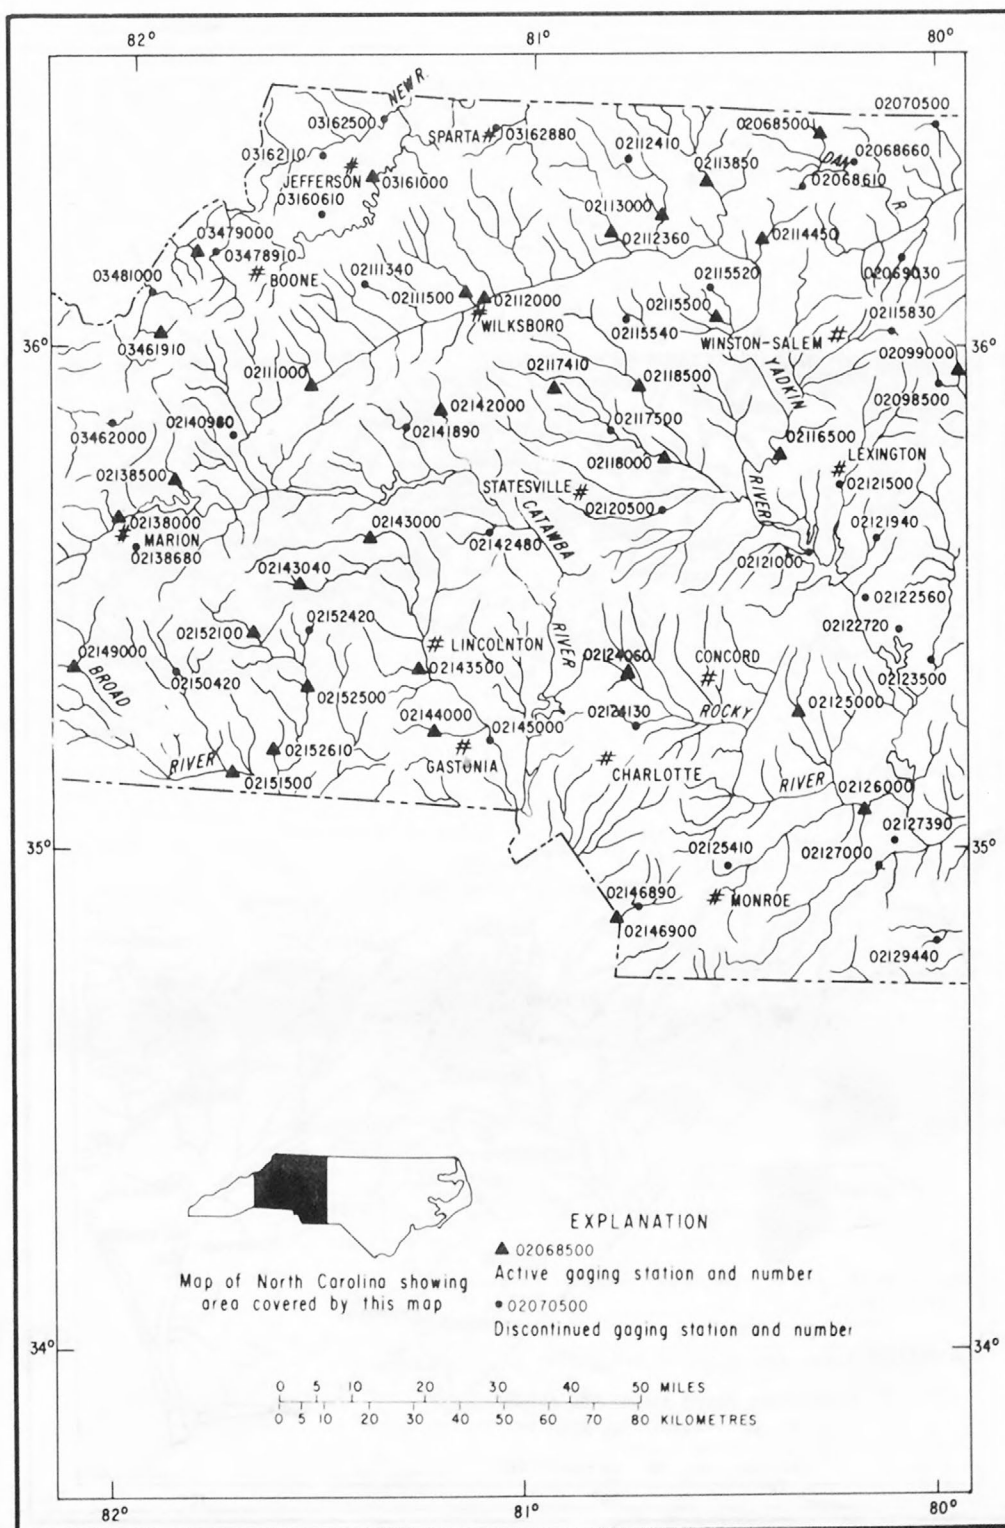 82°
81°
80°
NEW R.
03162500
SPARTA
03162880
02070500
02068500
02112410
DAN
02068660
03162110
JEFFERSON
03161000
02113850
02068610
03160610
02113000
R
03479000
02112360
02114450
03478910
03481000
BOONE
02111340
02115520
02069030
02111500
02112000
02115500
02115830
WILKSBORO
02115540
WINSTON-SALEM
36°
36°
03461910
02099000
YADKIN
02111000
02117410
02118500
02098500
02142000
03462000
02140980
02141890
02117500
02116500
LEXINGTON
02138500
02118000
STATESVILLE
RIVER
02121500
02120500
CATAWBA
02138000
MARION
02143000
02121940
02138680
02142480
02121000
02143040
02122560
02152420
02122720
02152100
LINCOLNTON
RIVER
02149000
02124060
CONCORD
BROAD
02150420
02143500
02123500
02152500
ROCKY
02125000
02144000
02124130
02145000
02152610
GASTONIA
RIVER
CHARLOTTE
RIVER
02151500
02126000
02127390
35°
35°
02125410
02127000
02146890
MONROE
02146900
02129440
EXPLANATION
02068500
Map of North Carolina showing
area covered by this map
Active gaging station and number
02070500
Discontinued gaging station and number
34°
34°
0 5 10 20 30 40 50 MILES
0 5 10 20 30 40 50 60 70 80 KILOMETRES
82°
81°
80°